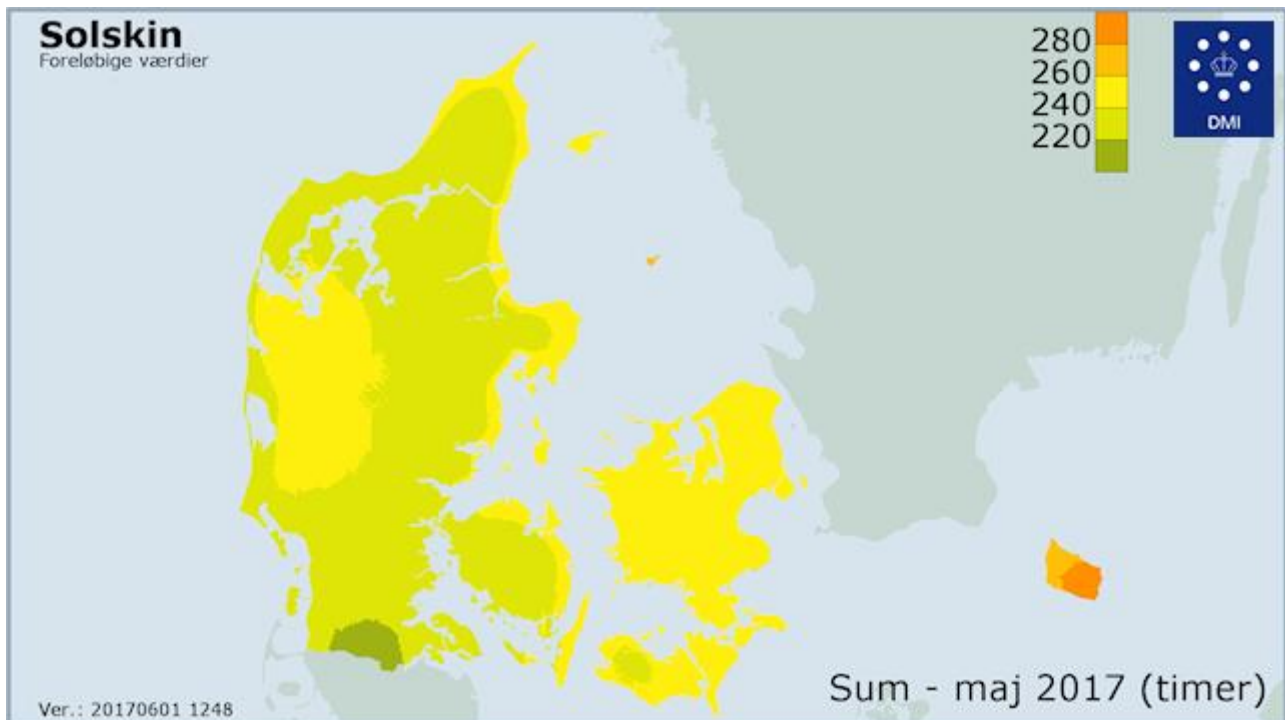 Solskin
Foreløbige værdier
280
260
240
220
DMI
Sum - maj 2017 (timer)
Ver.: 20170601 1248